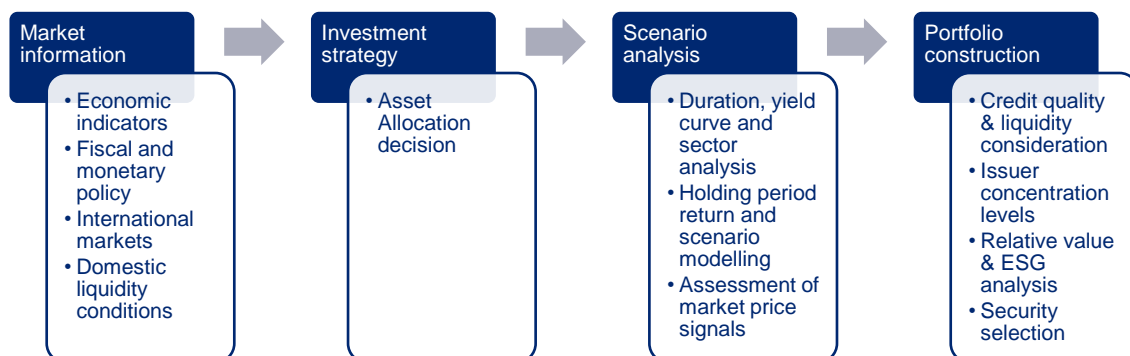 Market
information
• Economic
indicators
• Fiscal and
monetary
policy
• International
markets
• Domestic
liquidity
conditions
Investment
strategy
• Asset
Allocation
decision
Scenario
analysis
• Duration, yield
curve and
sector
analysis
• Holding period
return and
scenario
modelling
• Assessment of
market price
signals
Portfolio
construction
• Credit quality
& liquidity
consideration
• Issuer
concentration
levels
• Relative value
& ESG
analysis
• Security
selection